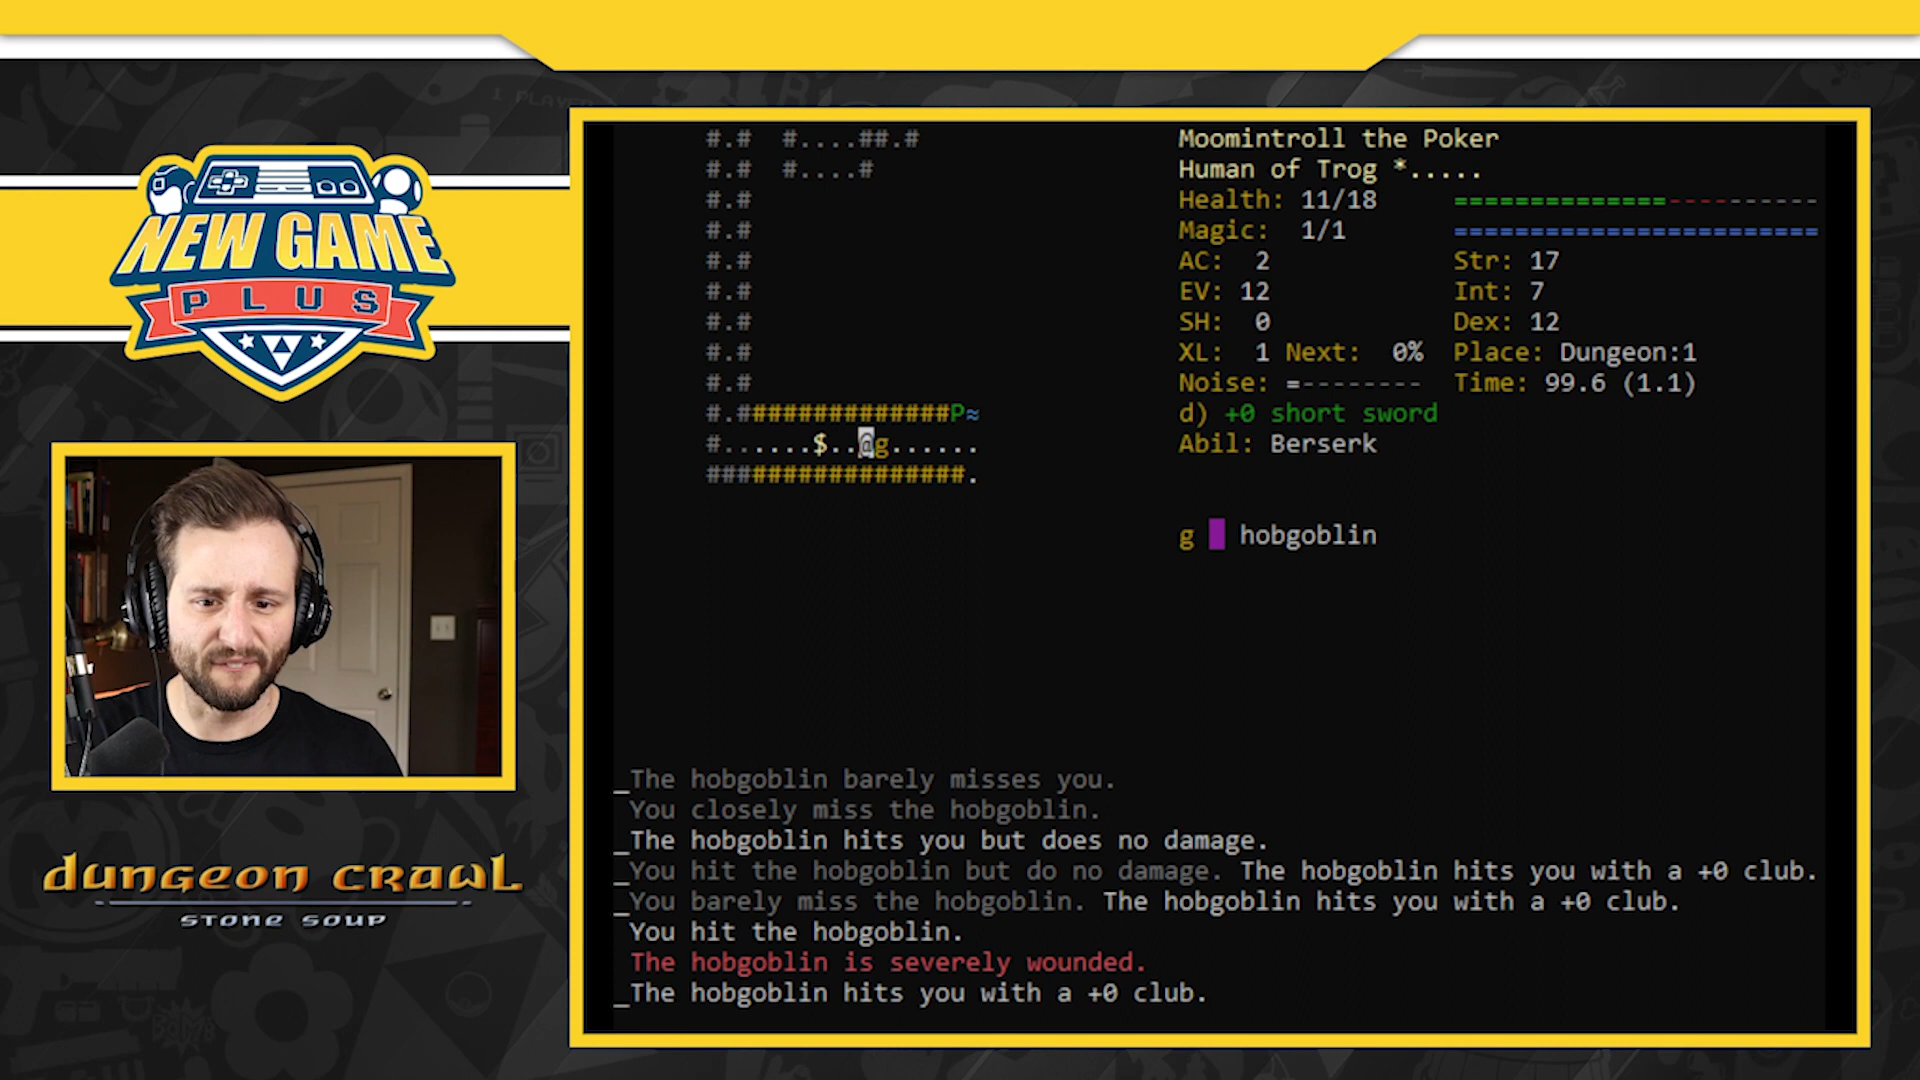 NEW GAME
PLUS
dungeon crawl
stone soup
#.#  #....##.#
#.#  #....#
#.#
#.#
#.#
#.#
#.#
#.#
#.#
#.##############P≈
#......$..@g......
#################.
Moomintroll the Poker
Human of Trog *.....
Health: 11/18 ========================
Magic: 1/1 ========================
AC: 2 Str: 17
EV: 12 Int: 7
SH: 0 Dex: 12
XL: 1 Next: 0% Place: Dungeon:1
Noise: =-------- Time: 99.6 (1.1)
d) +0 short sword
Abil: Berserk
g hobgoblin
_The hobgoblin barely misses you.
You closely miss the hobgoblin.
_The hobgoblin hits you but does no damage.
_You hit the hobgoblin but do no damage. The hobgoblin hits you with a +0 club.
_You barely miss the hobgoblin. The hobgoblin hits you with a +0 club.
You hit the hobgoblin.
The hobgoblin is severely wounded.
_The hobgoblin hits you with a +0 club.